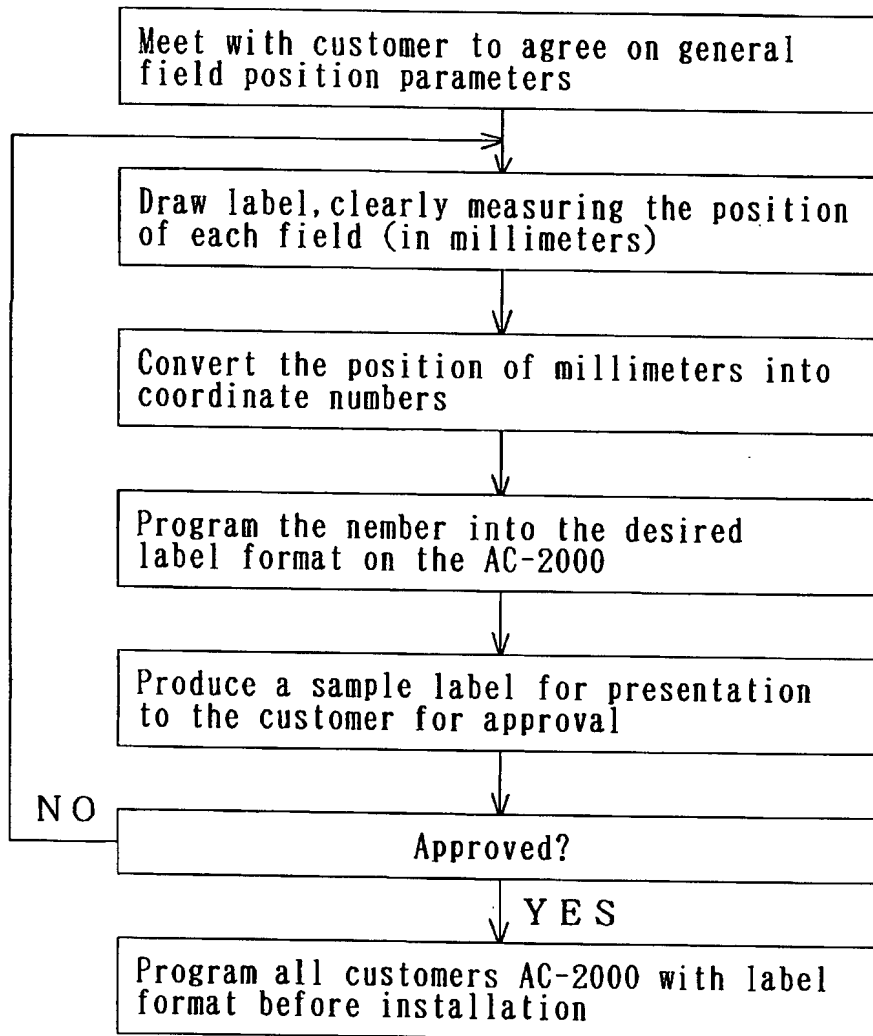 Meet with customer to agree on general
field position parameters
Draw label, clearly measuring the position
of each field (in millimeters)
Convert the position of millimeters into
coordinate numbers
Program the nember into the desired
label format on the AC-2000
Produce a sample label for presentation
to the customer for approval
NO
Approved?
YES
Program all customers AC-2000 with label
format before installation